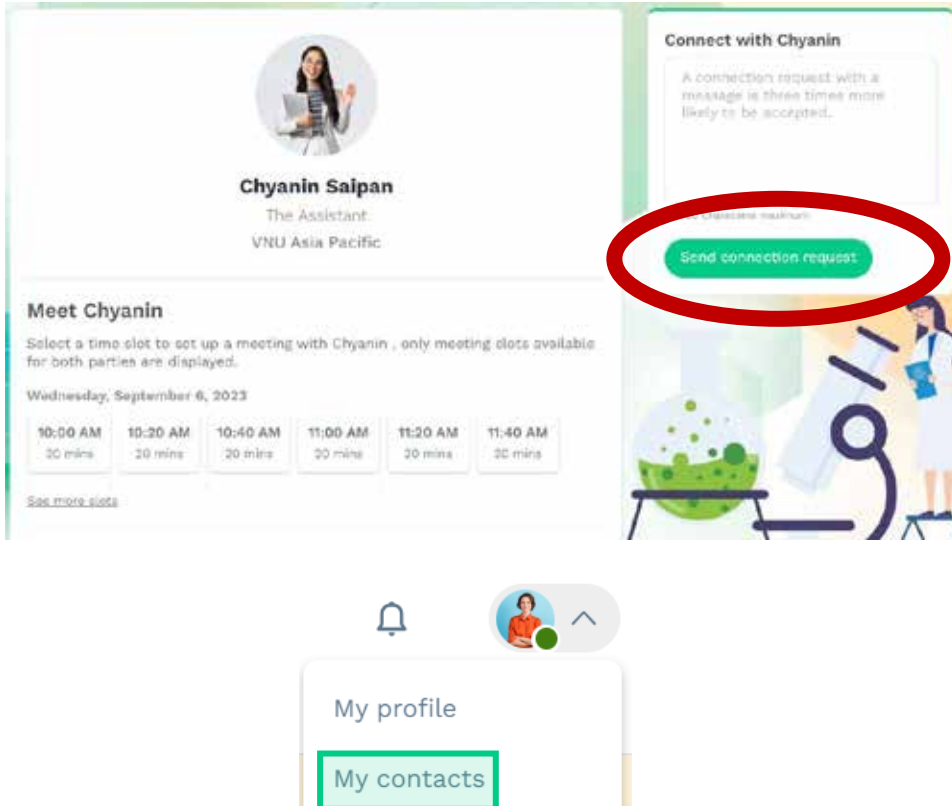 Connect with Chyanin
A connection request with a
message is three times more
likely to be accepted.
Characters maximum
Send connection request
Chyanin Saipan
The Assistant
VNU Asia Pacific
Meet Chyanin
Select a time slot to set up a meeting with Chyanin , only meeting slots available
for both parties are displayed.
Wednesday, September 6, 2023
10:00 AM 10:20 AM 10:40 AM 11:00 AM 11:20 AM 11:40 AM
20 mins 20 mins 20 mins 20 mins 20 mins 20 mins
See more slots
My profile
My contacts